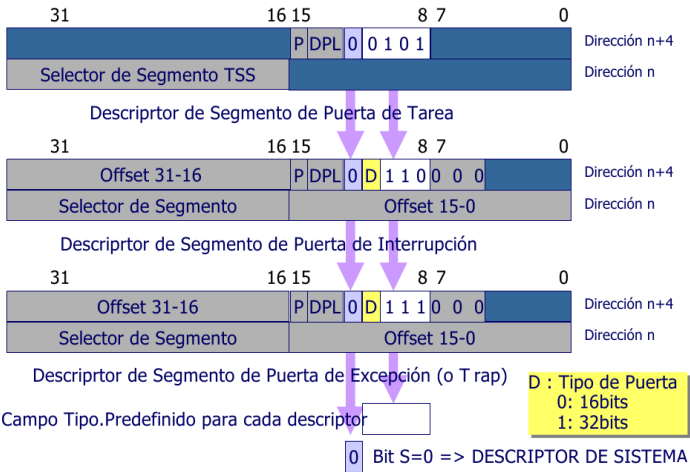 31 16 15 8 7 0
P DPL 0 0 1 0 1 Dirección n+4
Selector de Segmento TSS Dirección n
Descriprtor de Segmento de Puerta de Tarea
31 16 15 8 7 0
Offset 31-16 P DPL 0 D 1 1 0 0 0 0 Dirección n+4
Selector de Segmento Offset 15-0 Dirección n
Descriprtor de Segmento de Puerta de Interrupción
31 16 15 8 7 0
Offset 31-16 P DPL 0 D 1 1 1 0 0 0 Dirección n+4
Selector de Segmento Offset 15-0 Dirección n
Descriprtor de Segmento de Puerta de Excepción (o T rap)
D : Tipo de Puerta
0: 16bits
1: 32bits
Campo Tipo.Predefinido para cada descriptor
0 Bit S=0 => DESCRIPTOR DE SISTEMA